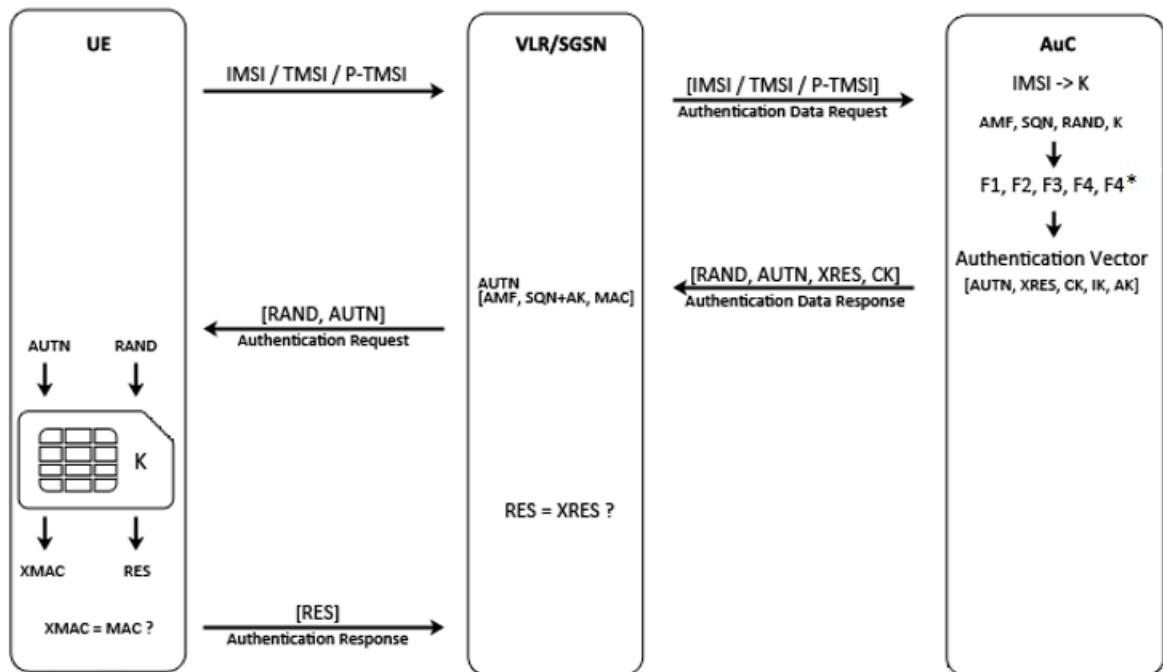 UE
IMSI / TMSI / P-TMSI
VLR/SGSN
[IMSI / TMSI / P-TMSI]
Authentication Data Request
AuC
IMSI -> K
AMF, SQN, RAND, K
F1, F2, F3, F4, F4*
Authentication Vector
[AUTN, XRES, CK, IK, AK]
[RAND, AUTN, XRES, CK]
Authentication Data Response
AUTN
[AMF, SQN+AK, MAC]
[RAND, AUTN]
Authentication Request
AUTN RAND
K
XMAC RES
XMAC = MAC ?
[RES]
Authentication Response
RES = XRES ?